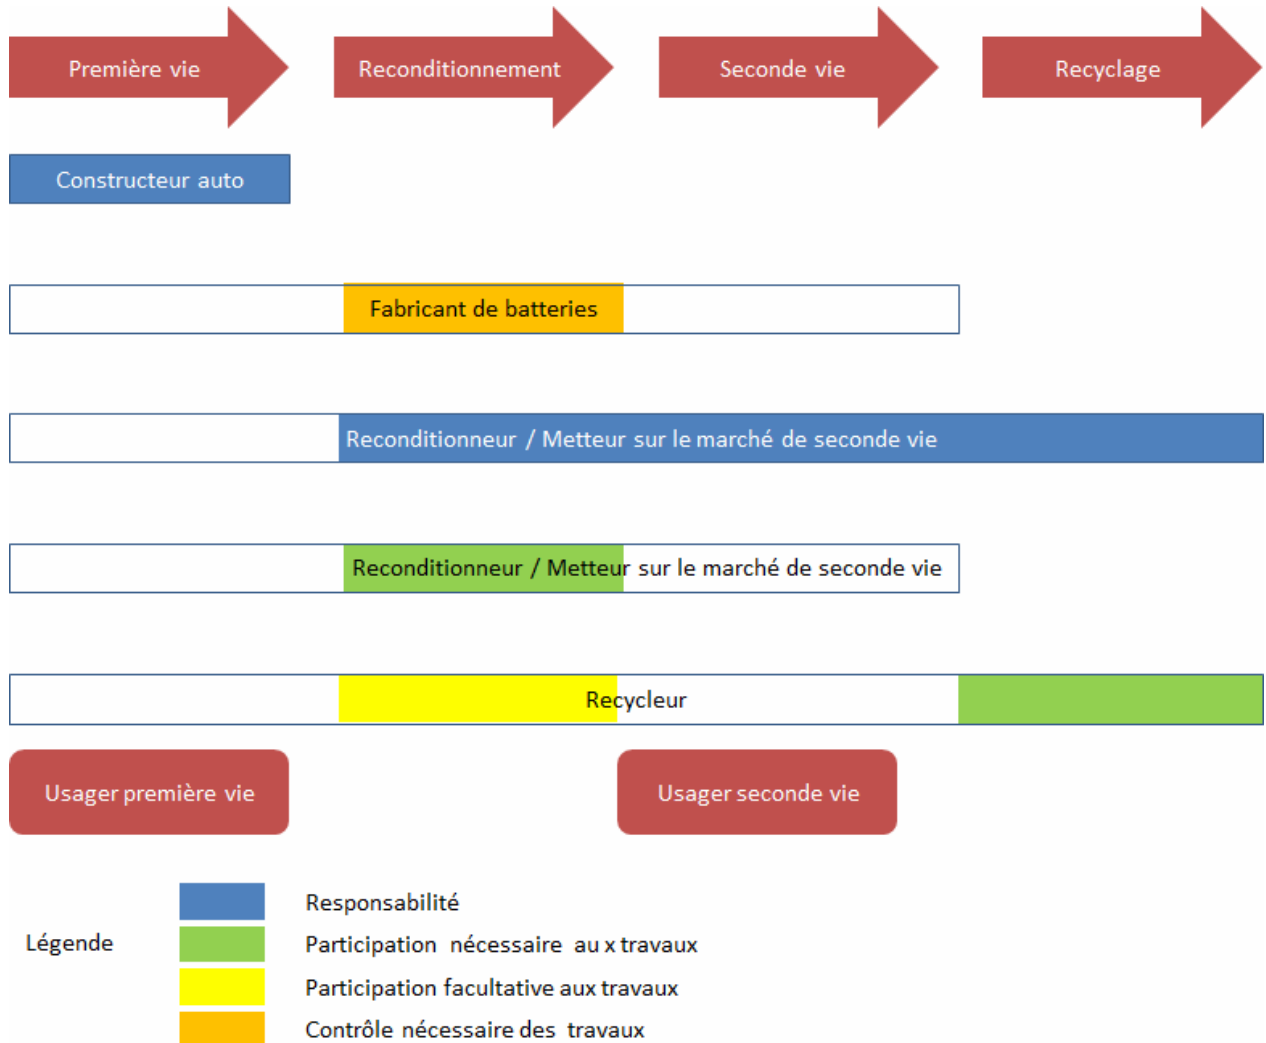 Première vie
Reconditionnement
Seconde vie
Recyclage
Constructeur auto
Fabricant de batteries
Reconditionneur / Metteur sur le marché de seconde vie
Reconditionneur / Metteur sur le marché de seconde vie
Recycleur
Usager première vie
Usager seconde vie
Légende
Responsabilité
Participation nécessaire au x travaux
Participation facultative aux travaux
Contrôle nécessaire des travaux